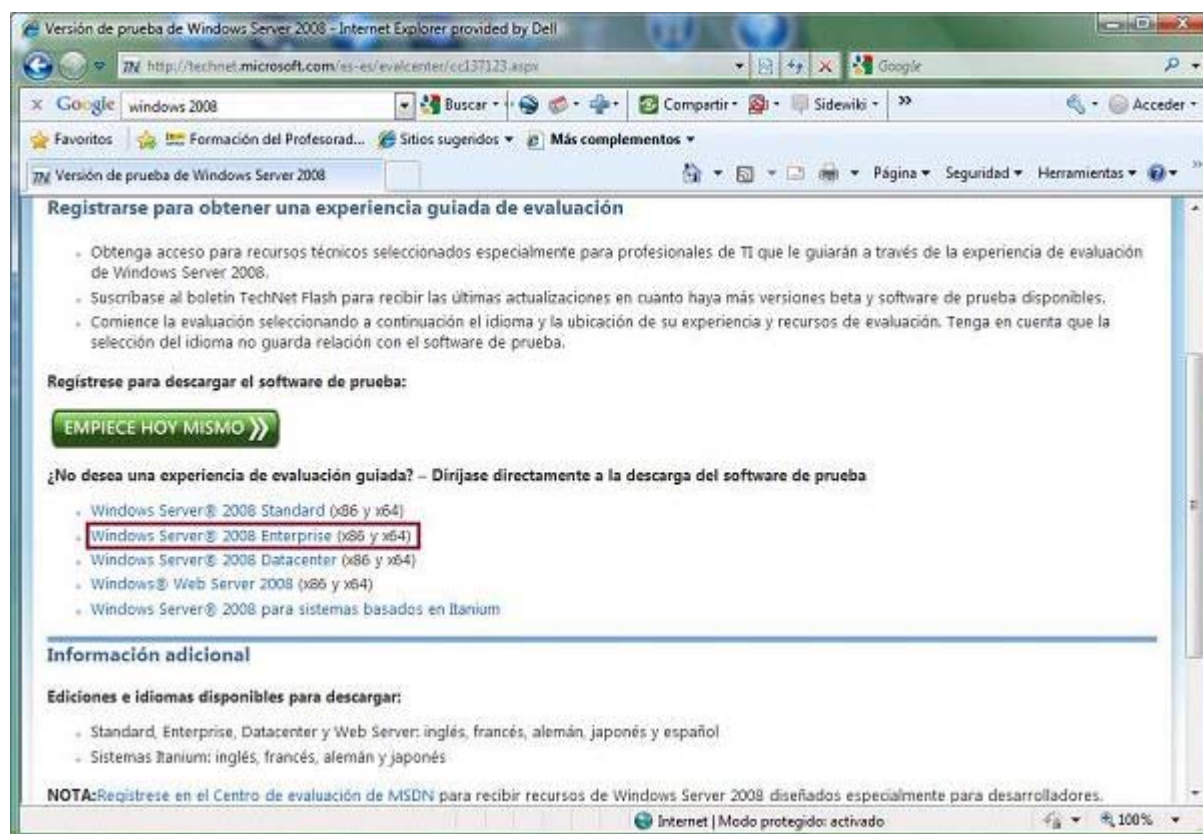 Versión de prueba de Windows Server 2008 - Internet Explorer provided by Dell
http://technet.microsoft.com/es-es/evalcenter/cc137123.aspx
Google
Google windows 2008
Buscar
Compartir
Sidewiki
»
Acceder
Favoritos
Formación del Profesorad...
Sitios sugeridos
Más complementos
Versión de prueba de Windows Server 2008
Página
Seguridad
Herramientas
»
Registrarse para obtener una experiencia guiada de evaluación
Obtenga acceso para recursos técnicos seleccionados especialmente para profesionales de TI que le guiarán a través de la experiencia de evaluación
de Windows Server 2008.
Suscríbase al boletín TechNet Flash para recibir las últimas actualizaciones en cuanto haya más versiones beta y software de prueba disponibles.
Comience la evaluación seleccionando a continuación el idioma y la ubicación de su experiencia y recursos de evaluación. Tenga en cuenta que la
selección del idioma no guarda relación con el software de prueba.
Regístrese para descargar el software de prueba:
EMPIECE HOY MISMO »
¿No desea una experiencia de evaluación guiada? – Diríjase directamente a la descarga del software de prueba
Windows Server® 2008 Standard (x86 y x64)
Windows Server® 2008 Enterprise (x86 y x64)
Windows Server® 2008 Datacenter (x86 y x64)
Windows® Web Server 2008 (x86 y x64)
Windows Server® 2008 para sistemas basados en Itanium
Información adicional
Ediciones e idiomas disponibles para descargar:
Standard, Enterprise, Datacenter y Web Server: inglés, francés, alemán, japonés y español
Sistemas Itanium: inglés, francés, alemán y japonés
NOTA:Regístrese en el Centro de evaluación de MSDN para recibir recursos de Windows Server 2008 diseñados especialmente para desarrolladores.
Internet | Modo protegido: activado
100%